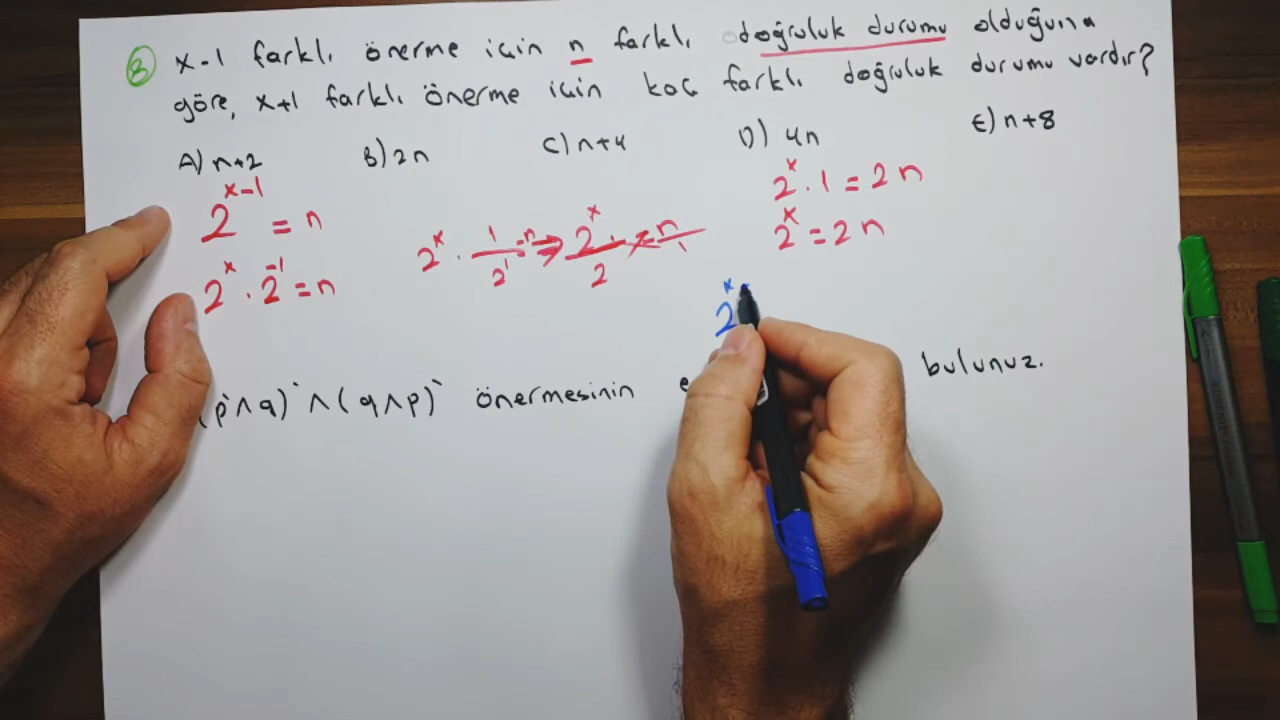 8 x-1 farklı önerme için n farklı doğruluk durumu olduğuna
göre, x+1 farklı önerme için kaç farklı doğruluk durumu vardır?
A) n+2 B) 2n C) n+4 D) 4n E) n+8
2^(x-1) = n
2^x . 2^(-1) = n
2^x . 1/2^1 = n ⇒ 2^x . 1/2 = n/1
2^x . 1 = 2n
2^x = 2n
2^x
(p'∧q)' ∧ (q∧p)' önermesinin bulunuz.